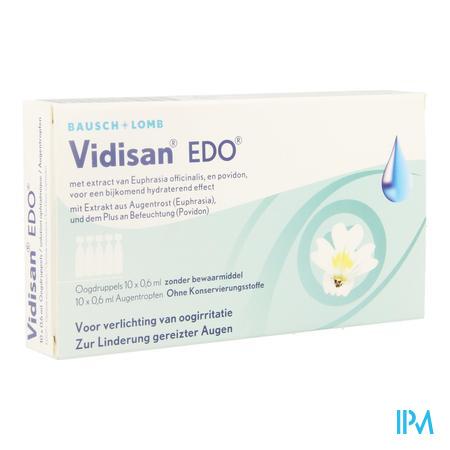 BAUSCH + LOMB
Vidisan® EDO®
met extract van Euphrasia officinalis, en povidon,
voor een bijkomend hydraterend effect
mit Extrakt aus Augentrost (Euphrasia),
und dem Plus an Befeuchtung (Povidon)
Oogdruppels 10 x 0,6 ml zonder bewaarmiddel
10 x 0,6 ml Augentropfen Ohne Konservierungsstoffe
Voor verlichting van oogirritatie
Zur Linderung gereizter Augen
Vidisan® EDO®
IPM